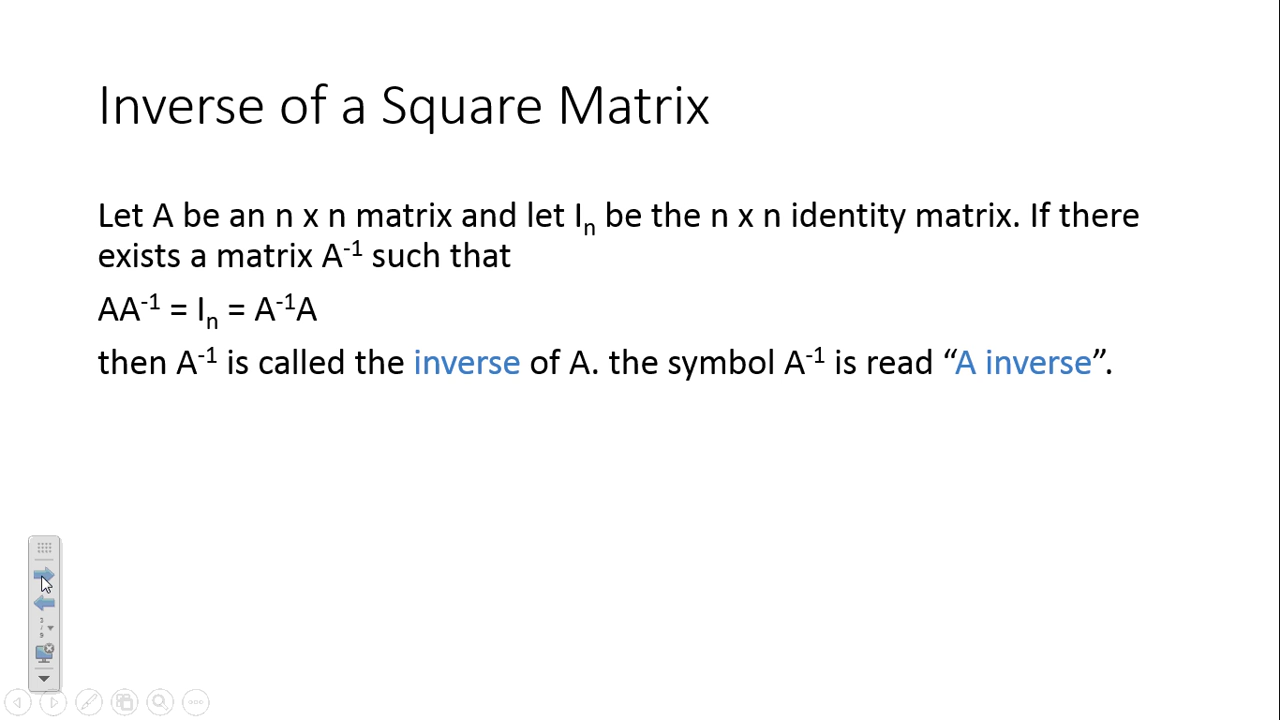 Inverse of a Square Matrix
Let A be an n x n matrix and let Iₙ be the n x n identity matrix. If there
exists a matrix A⁻¹ such that
AA⁻¹ = Iₙ = A⁻¹A
then A⁻¹ is called the inverse of A. the symbol A⁻¹ is read “A inverse”.
3
/
9